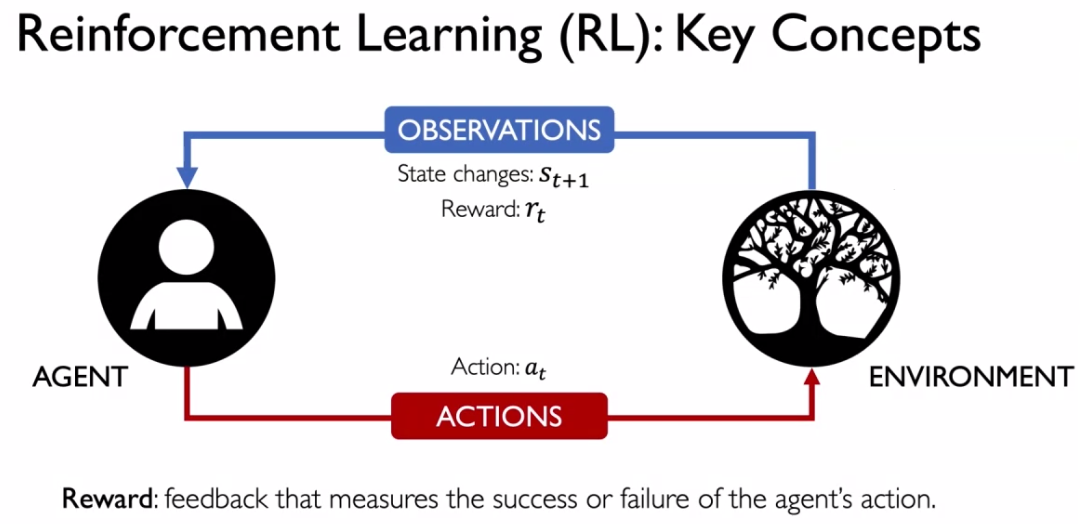 Reinforcement Learning (RL): Key Concepts
OBSERVATIONS
State changes: s_{t+1}
Reward: r_t
AGENT
ENVIRONMENT
Action: a_t
ACTIONS
Reward: feedback that measures the success or failure of the agent's action.